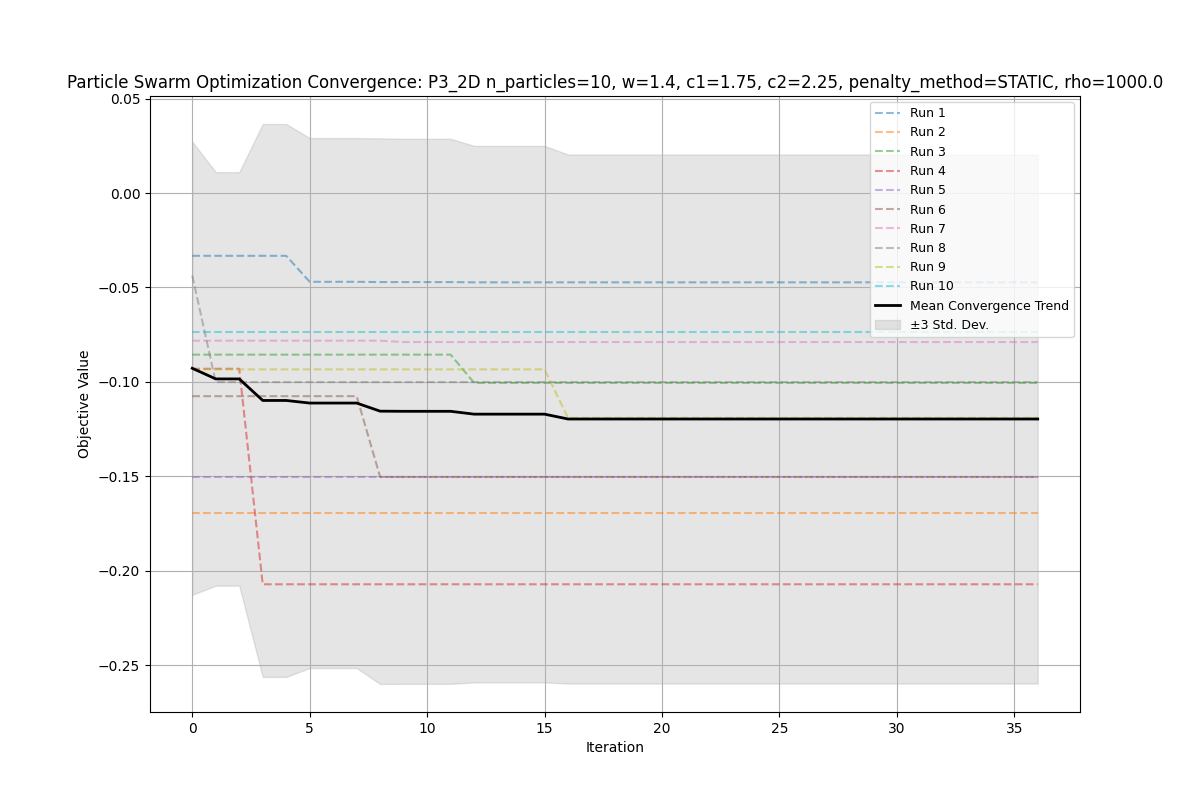 Particle Swarm Optimization Convergence: P3_2D n_particles=10, w=1.4, c1=1.75, c2=2.25, penalty_method=STATIC, rho=1000.0
Objective Value
0.05
0.00
−0.05
−0.10
−0.15
−0.20
−0.25
Run 1
Run 2
Run 3
Run 4
Run 5
Run 6
Run 7
Run 8
Run 9
Run 10
Mean Convergence Trend
±3 Std. Dev.
0 5 10 15 20 25 30 35
Iteration